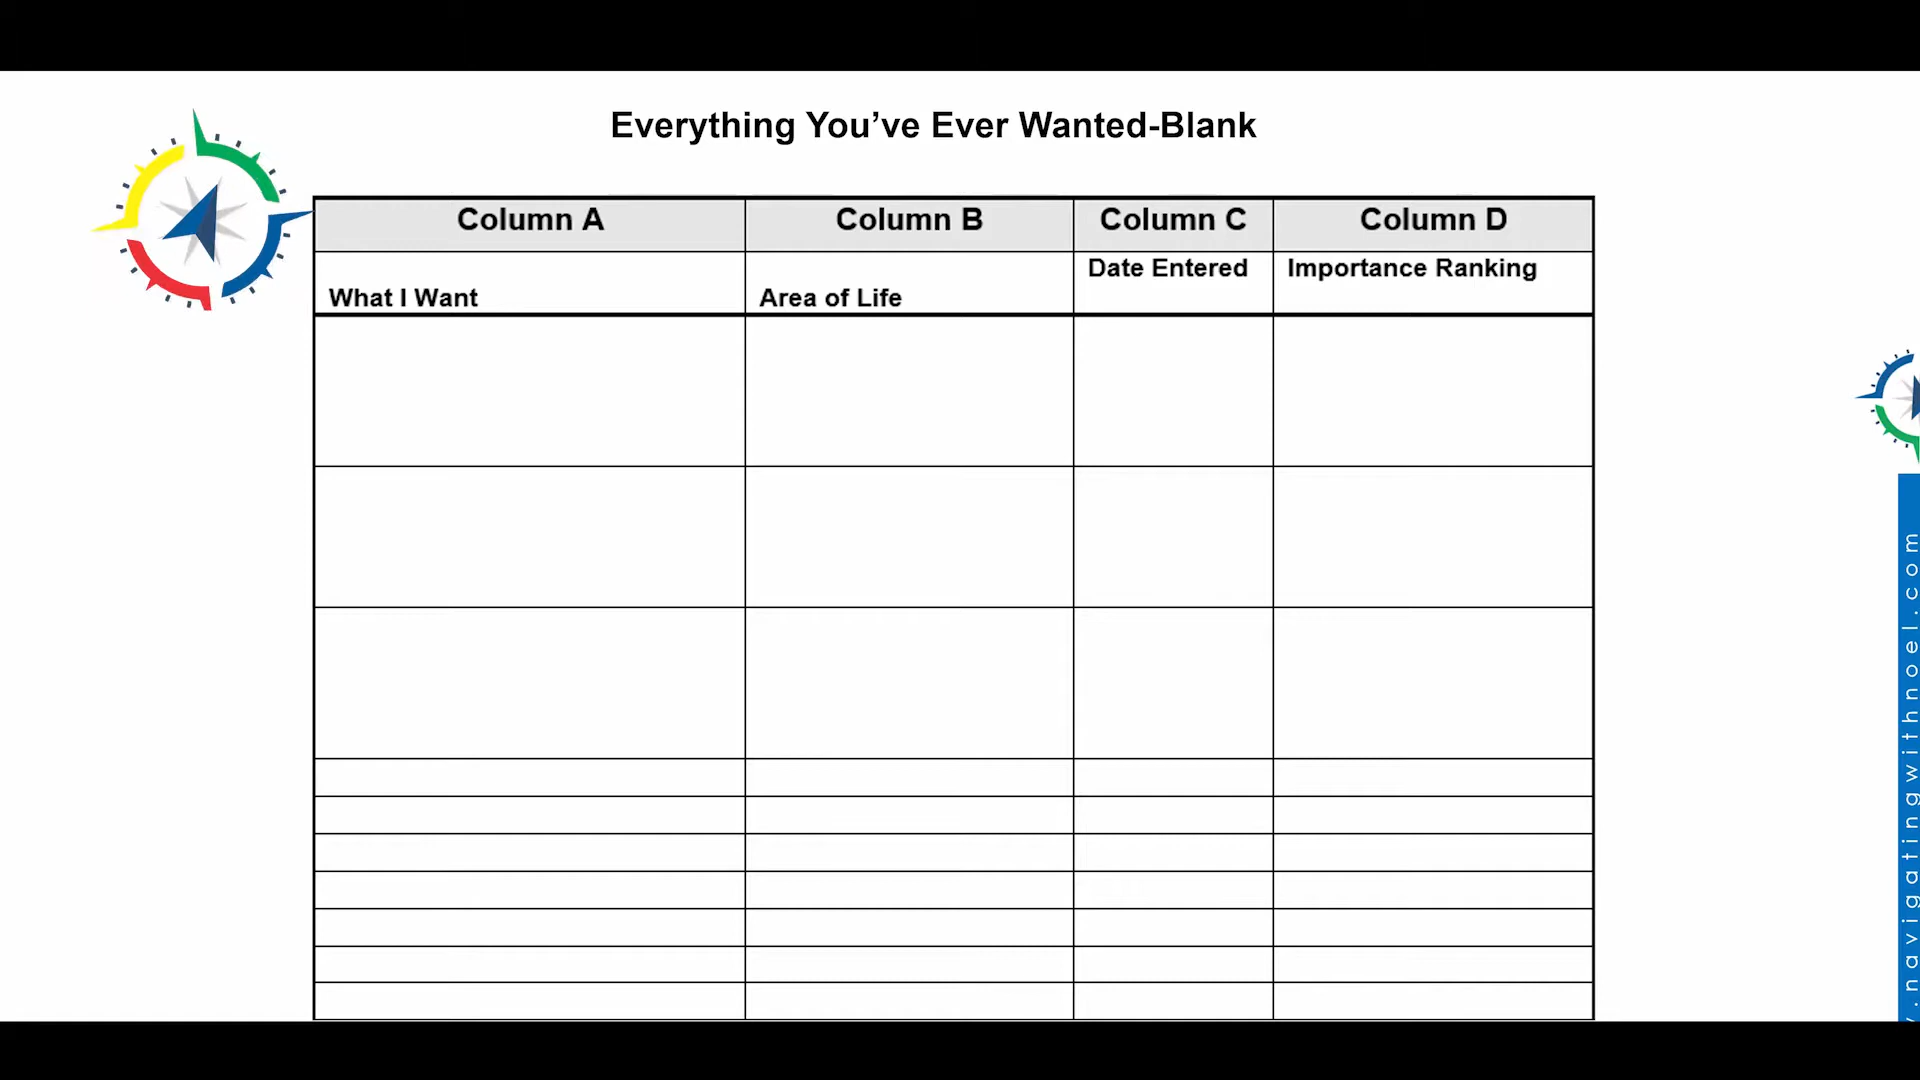 Everything You’ve Ever Wanted-Blank
Column A Column B Column C Column D
What I Want Area of Life Date Entered Importance Ranking
.navigatingwithnoel.com